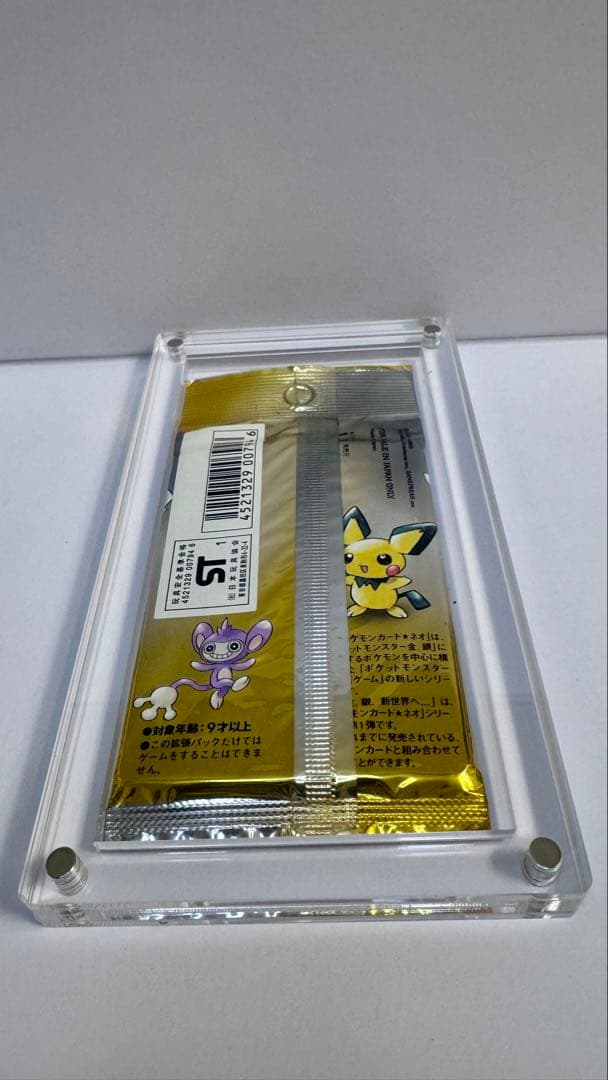 4521329 007846
玩具安全基準合格
4521329 00784 6
ST
1
(社)日本玩具協会
FOR SALE IN JAPAN ONLY
●対象年齢:9才以上
●この拡張パックだけでは
ゲームをすることはできま
せん。
ケモンカード★ネオ」は、
ットモンスター金、銀」に
するポケモンを中心に構
た「ポケットモンスター
ゲーム」の新しいシリー
、銀、新世界へ...」は、
モンカード★ネオ」シリー
1弾です。
までに発売されている、
ンカードと組み合わせて
とができます。